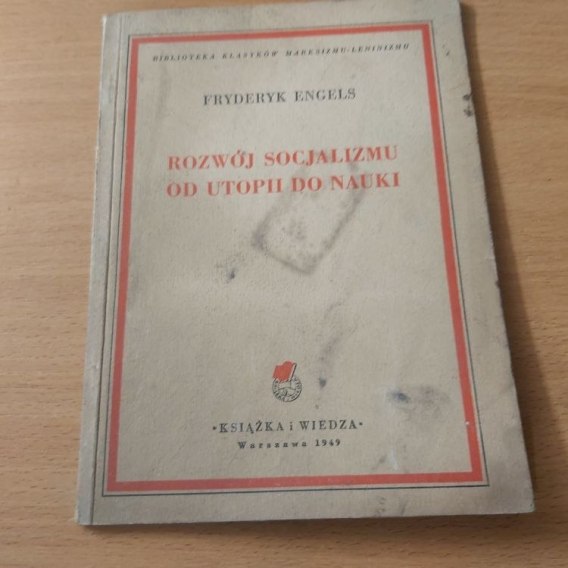 BIBLIOTEKA KLASYKÓW MARKSIZMU-LENINIZMU
FRYDERYK ENGELS
ROZWÓJ SOCJALIZMU
OD UTOPII DO NAUKI
•KSIĄŻKA i WIEDZA•
Warszawa 1949